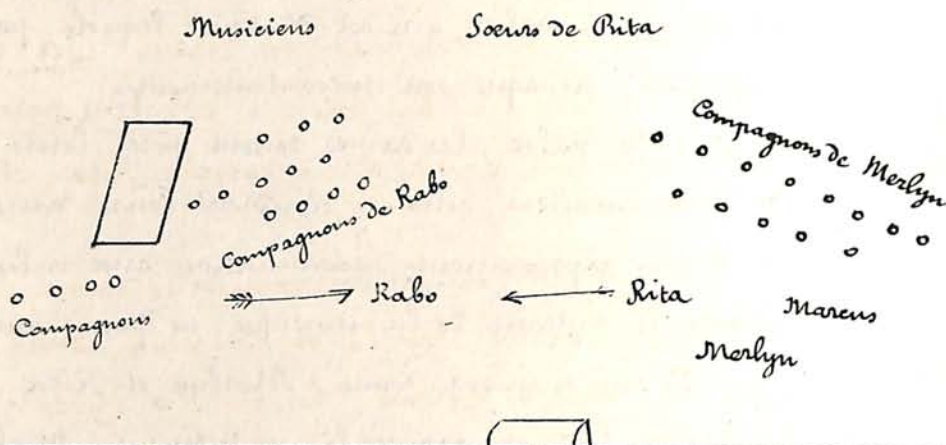 Musiciens Soeurs de Rita
Compagnons de Merlyn
Compagnons de Rabo
Compagnons
Rabo
Rita
Marcus
Merlyn